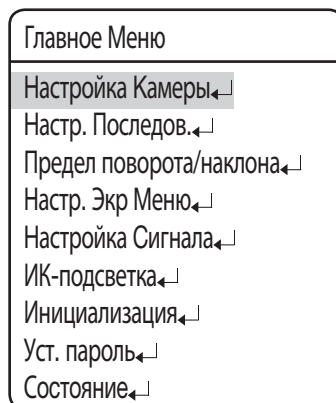 Главное Меню
Настройка Камеры↵
Настр. Последов.↵
Предел поворота/наклона↵
Настр. Экр Меню↵
Настройка Сигнала↵
ИК-подсветка↵
Инициализация↵
Уст. пароль↵
Состояние↵